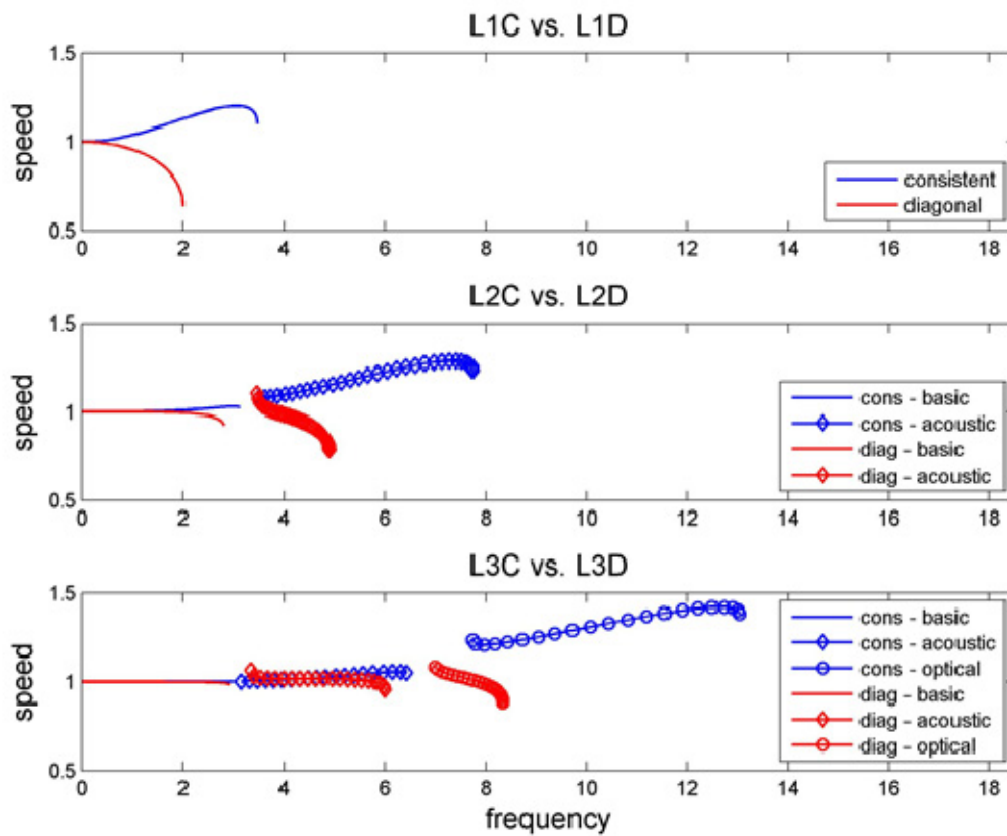 L1C vs. L1D
1.5
1
0.5
speed
0 2 4 6 8 10 12 14 16 18
consistent
diagonal
L2C vs. L2D
1.5
1
0.5
speed
0 2 4 6 8 10 12 14 16 18
cons - basic
cons - acoustic
diag - basic
diag - acoustic
L3C vs. L3D
1.5
1
0.5
speed
0 2 4 6 8 10 12 14 16 18
frequency
cons - basic
cons - acoustic
cons - optical
diag - basic
diag - acoustic
diag - optical